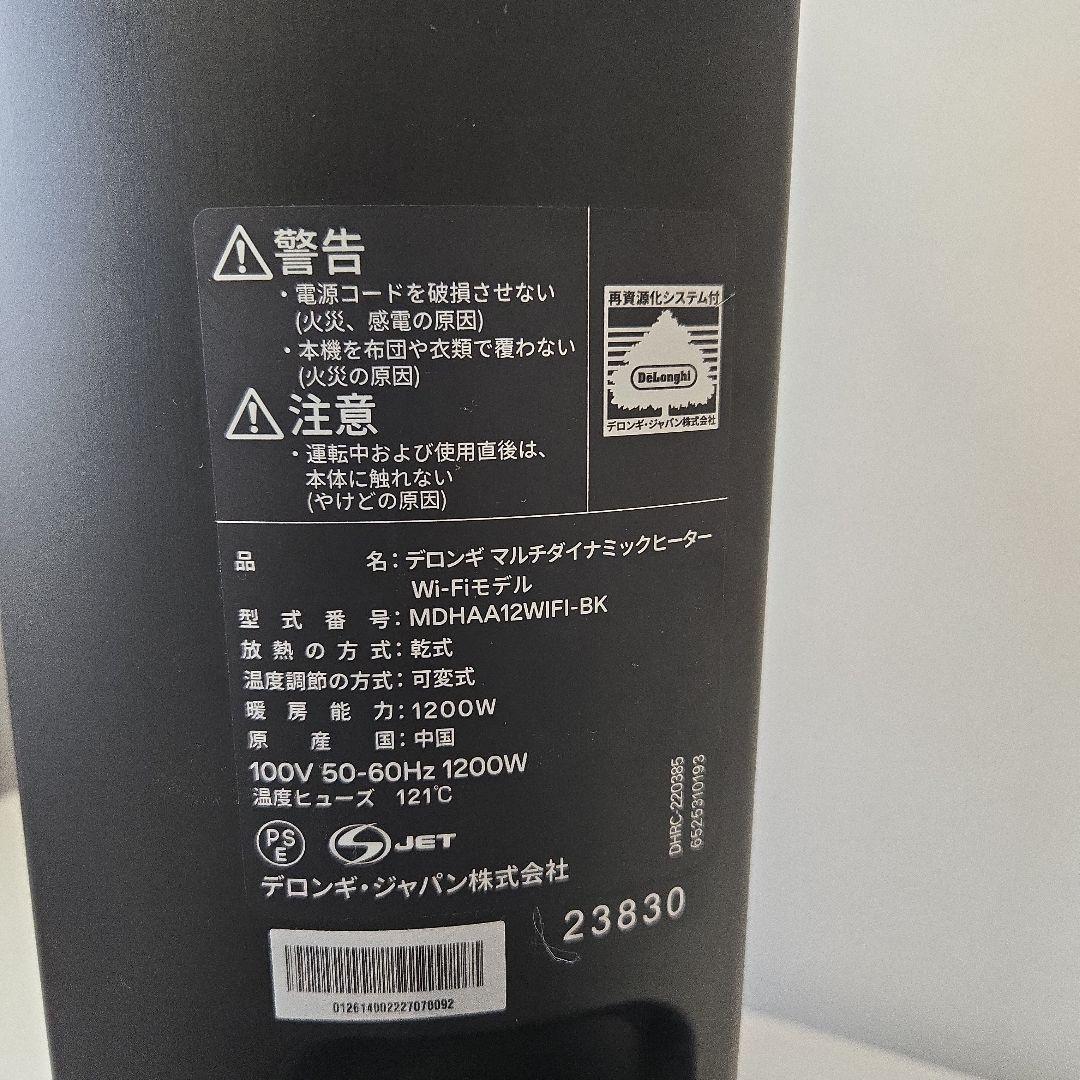 警告
・電源コードを破損させない
(火災、感電の原因)
・本機を布団や衣類で覆わない
(火災の原因)
注意
・運転中および使用直後は、
本体に触れない
(やけどの原因)
再資源化システム付
DeLonghi
デロンギ・ジャパン株式会社
品名：デロンギ マルチダイナミックヒーター
Wi-Fiモデル
型式番号：MDHAA12WIFI-BK
放熱の方式：乾式
温度調節の方式：可変式
暖房能力：1200W
原産国：中国
100V 50-60Hz 1200W
温度ヒューズ 121℃
PSE
JET
デロンギ・ジャパン株式会社
DHRC-220385
6525310193
23830
012614002227070092